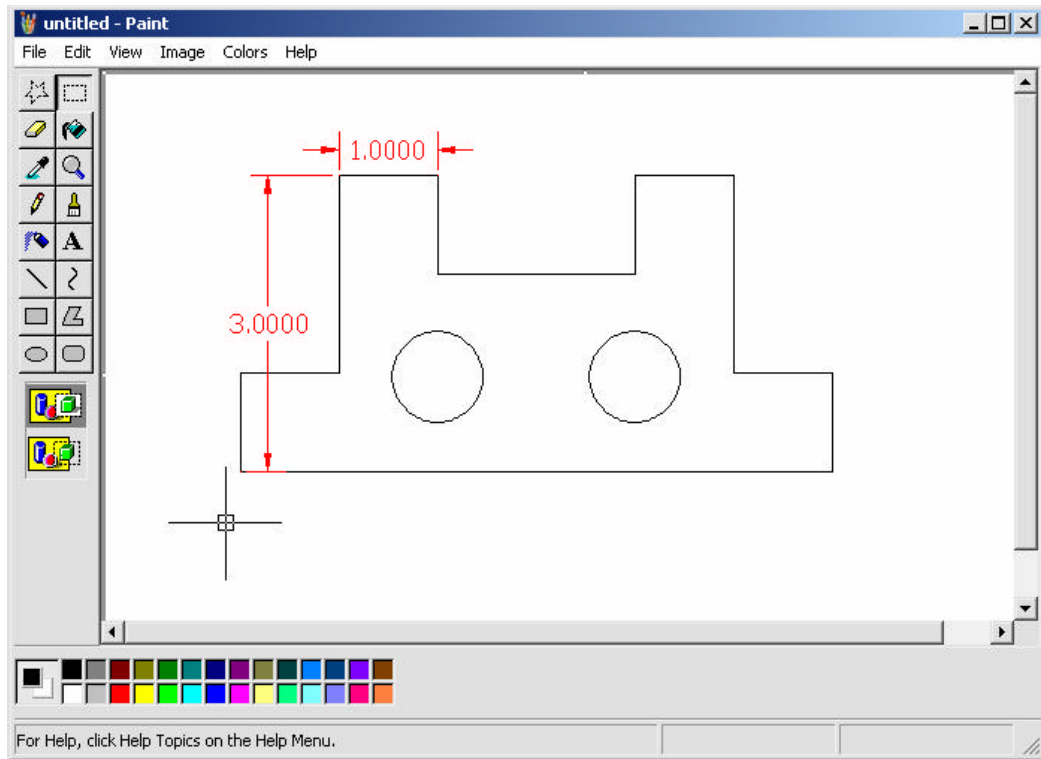 untitled - Paint
File Edit View Image Colors Help
1.0000
3.0000
A
For Help, click Help Topics on the Help Menu.